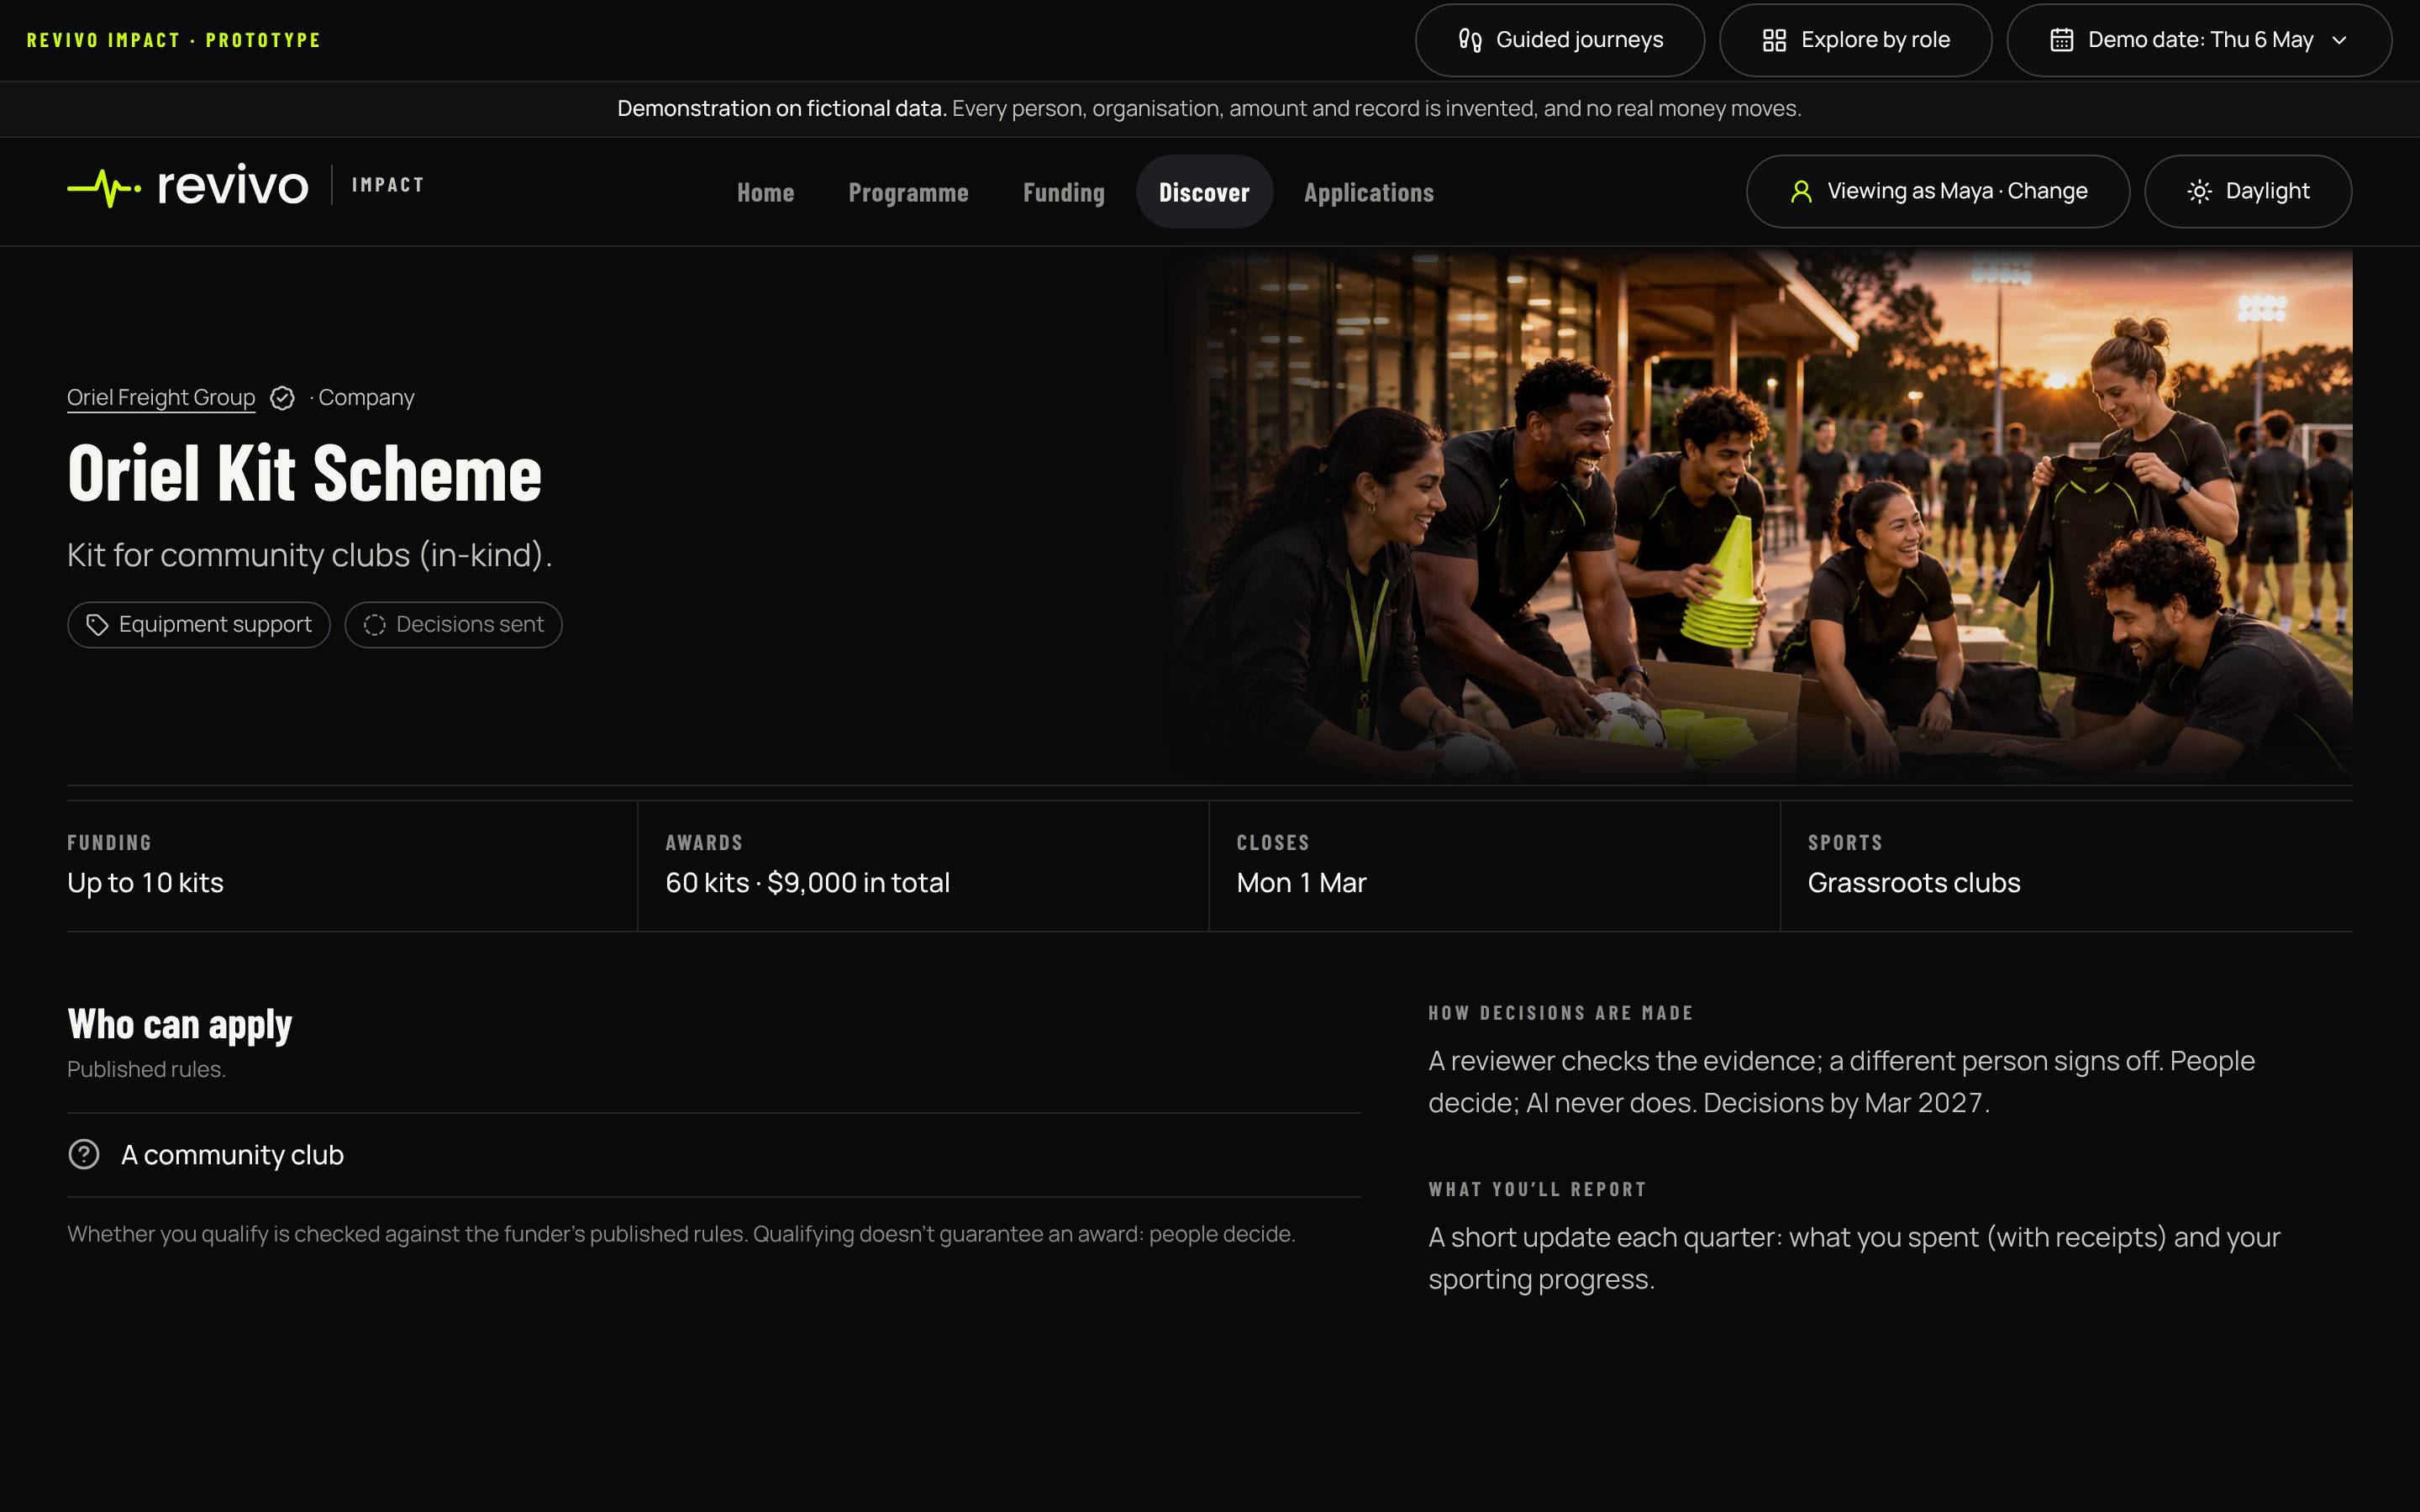 REVIVO IMPACT · PROTOTYPE
Guided journeys
Explore by role
Demo date: Thu 6 May
Demonstration on fictional data. Every person, organisation, amount and record is invented, and no real money moves.
revivo
IMPACT
Home
Programme
Funding
Discover
Applications
Viewing as Maya · Change
Daylight
Oriel Freight Group · Company
Oriel Kit Scheme
Kit for community clubs (in-kind).
Equipment support
Decisions sent
FUNDING
Up to 10 kits
AWARDS
60 kits · $9,000 in total
CLOSES
Mon 1 Mar
SPORTS
Grassroots clubs
Who can apply
Published rules.
A community club
Whether you qualify is checked against the funder’s published rules. Qualifying doesn’t guarantee an award: people decide.
HOW DECISIONS ARE MADE
A reviewer checks the evidence; a different person signs off. People
decide; AI never does. Decisions by Mar 2027.
WHAT YOU’LL REPORT
A short update each quarter: what you spent (with receipts) and your
sporting progress.